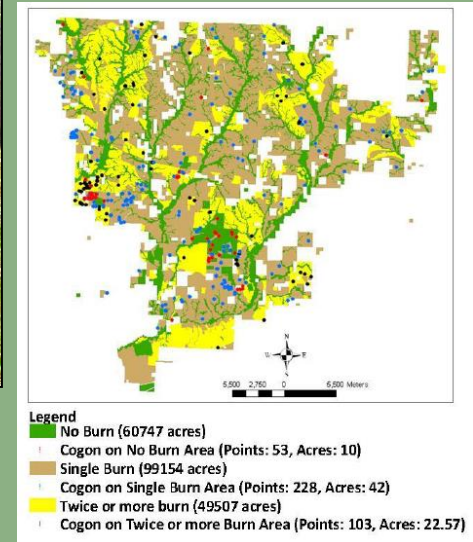 N
W E
S
5,500 2,750 0 5,500 Meters
Legend
No Burn (60747 acres)
Cogon on No Burn Area (Points: 53, Acres: 10)
Single Burn (99154 acres)
Cogon on Single Burn Area (Points: 228, Acres: 42)
Twice or more burn (49507 acres)
Cogon on Twice or more Burn Area (Points: 103, Acres: 22.57)